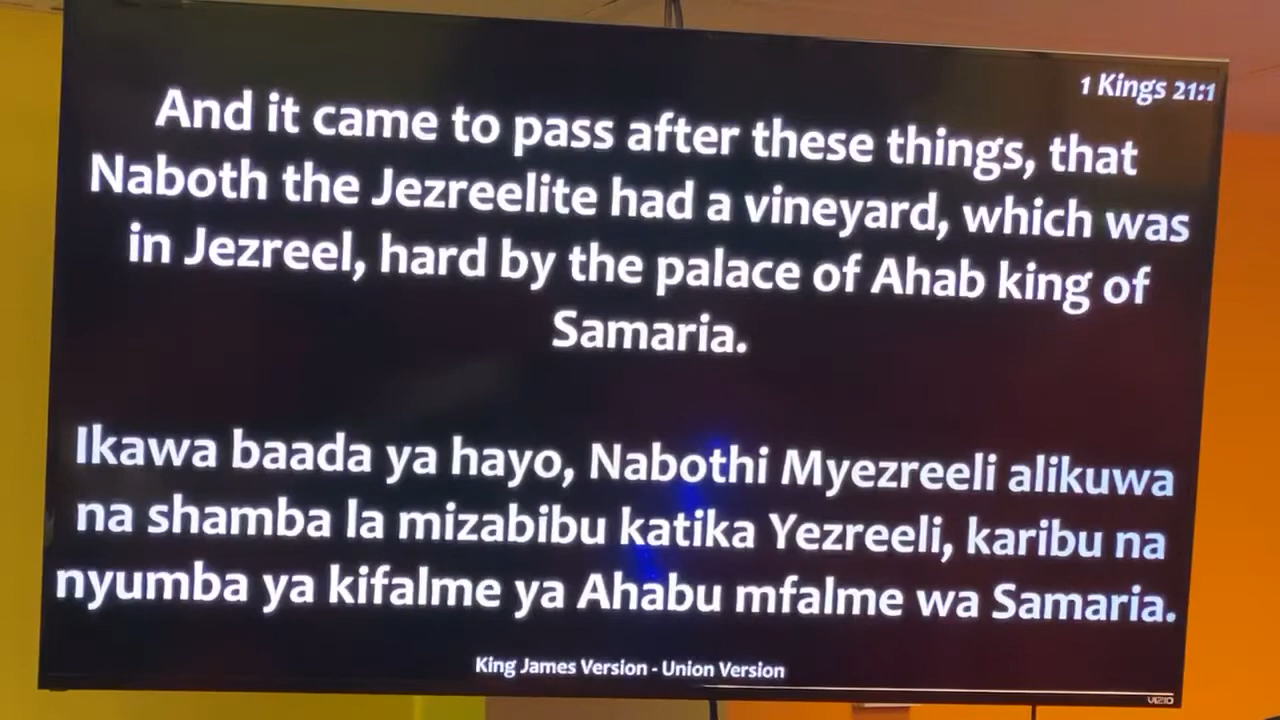 1 Kings 21:1
And it came to pass after these things, that
Naboth the Jezreelite had a vineyard, which was
in Jezreel, hard by the palace of Ahab king of
Samaria.
Ikawa baada ya hayo, Nabothi Myezreeli alikuwa
na shamba la mizabibu katika Yezreeli, karibu na
nyumba ya kifalme ya Ahabu mfalme wa Samaria.
King James Version - Union Version
VIZIO